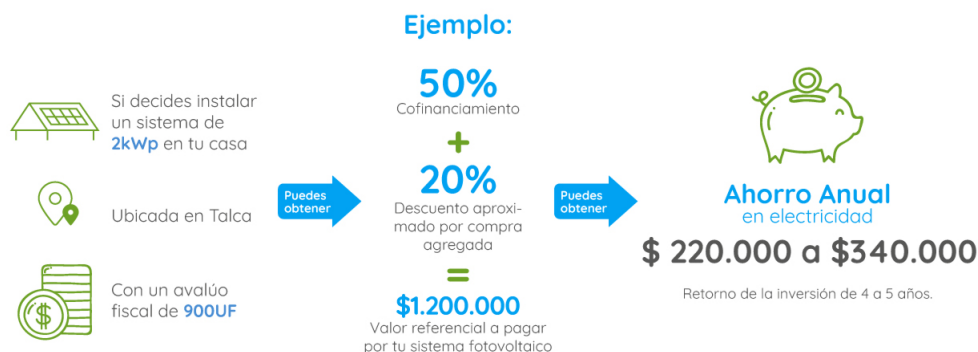 Ejemplo:
Si decides instalar
un sistema de
2kWp en tu casa
Ubicada en Talca
Con un avalúo
fiscal de 900UF
$
Puedes
obtener
50%
Cofinanciamiento
+
20%
Descuento aproxi-
mado por compra
agregada
=
$1.200.000
Valor referencial a pagar
por tu sistema fotovoltaico
Puedes
obtener
Ahorro Anual
en electricidad
$ 220.000 a $340.000
Retorno de la inversión de 4 a 5 años.